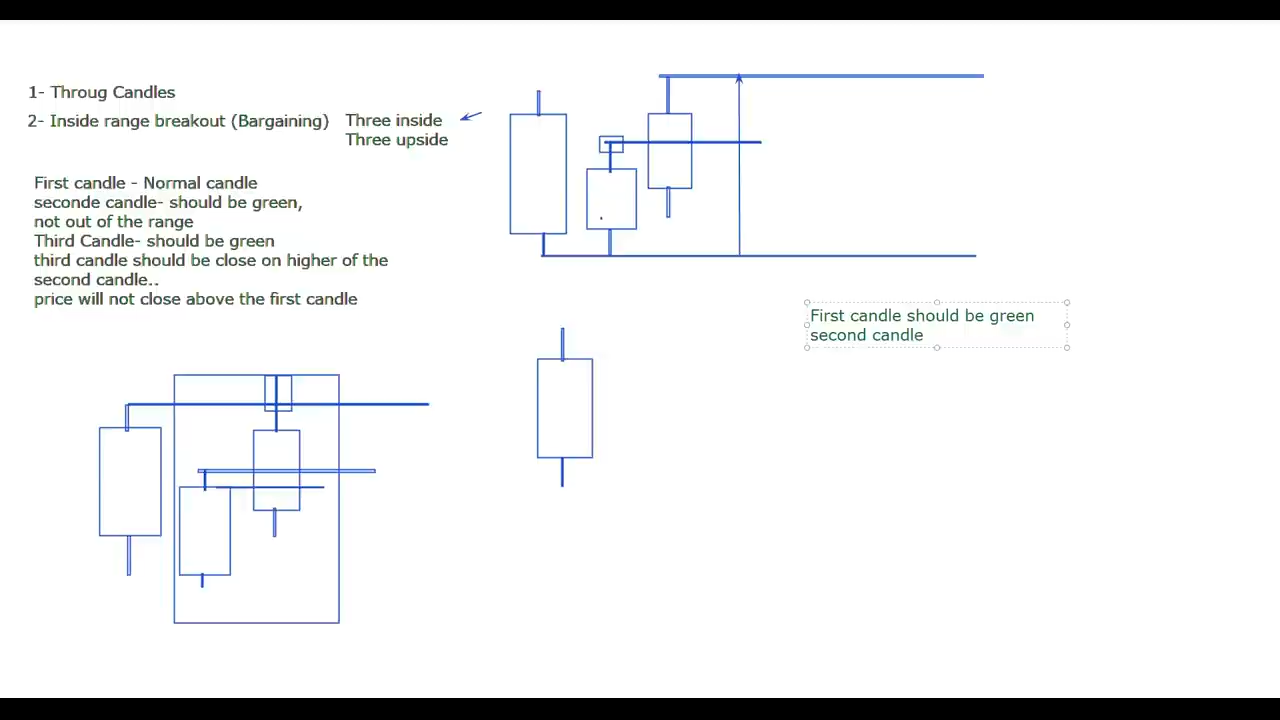 1- Throug Candles
2- Inside range breakout (Bargaining)
Three inside
Three upside
First candle - Normal candle
seconde candle- should be green,
not out of the range
Third Candle- should be green
third candle should be close on higher of the
second candle..
price will not close above the first candle
First candle should be green
second candle